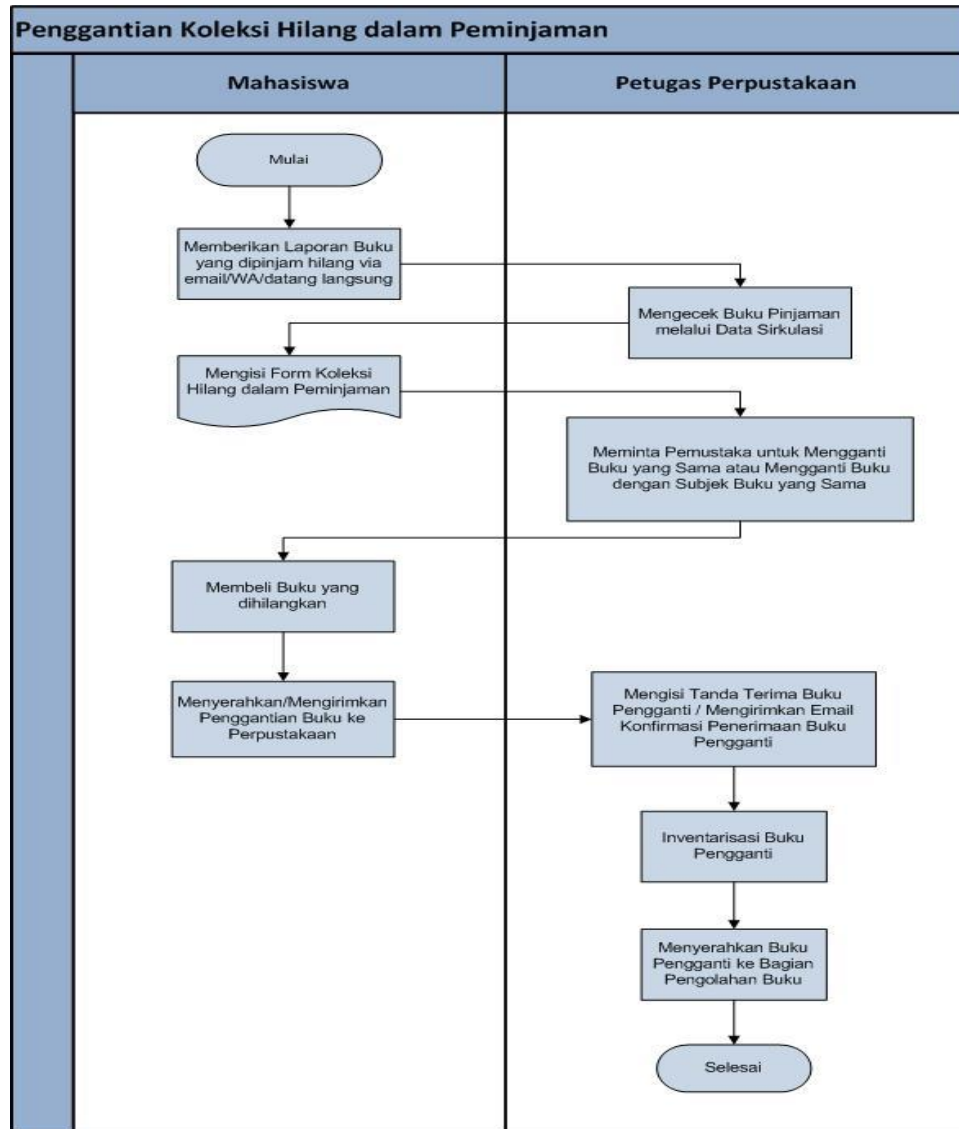 Penggantian Koleksi Hilang dalam Peminjaman
Mahasiswa
Petugas Perpustakaan
Mulai
Memberikan Laporan Buku
yang dipinjam hilang via
email/WA/datang langsung
Mengecek Buku Pinjaman
melalui Data Sirkulasi
Mengisi Form Koleksi
Hilang dalam Peminjaman
Meminta Pemustaka untuk Mengganti
Buku yang Sama atau Mengganti Buku
dengan Subjek Buku yang Sama
Membeli Buku yang
dihilangkan
Menyerahkan/Mengirimkan
Penggantian Buku ke
Perpustakaan
Mengisi Tanda Terima Buku
Pengganti / Mengirimkan Email
Konfirmasi Penerimaan Buku
Pengganti
Inventarisasi Buku
Pengganti
Menyerahkan Buku
Pengganti ke Bagian
Pengolahan Buku
Selesai